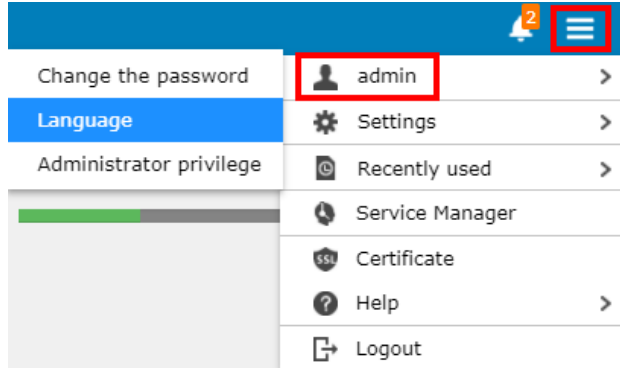 2
Change the password
Language
Administrator privilege
admin
Settings
Recently used
Service Manager
SSL
Certificate
Help
Logout